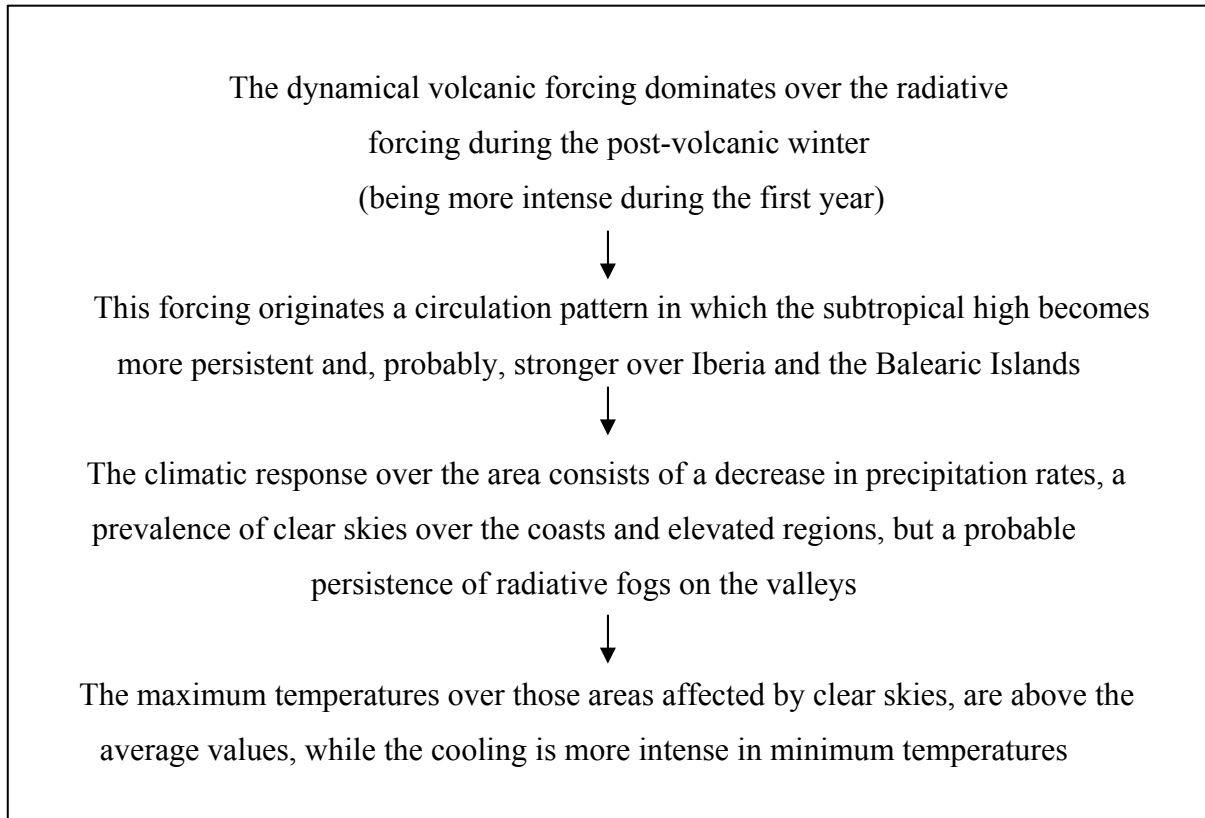 The dynamical volcanic forcing dominates over the radiative
forcing during the post-volcanic winter
(being more intense during the first year)
This forcing originates a circulation pattern in which the subtropical high becomes
more persistent and, probably, stronger over Iberia and the Balearic Islands
The climatic response over the area consists of a decrease in precipitation rates, a
prevalence of clear skies over the coasts and elevated regions, but a probable
persistence of radiative fogs on the valleys
The maximum temperatures over those areas affected by clear skies, are above the
average values, while the cooling is more intense in minimum temperatures